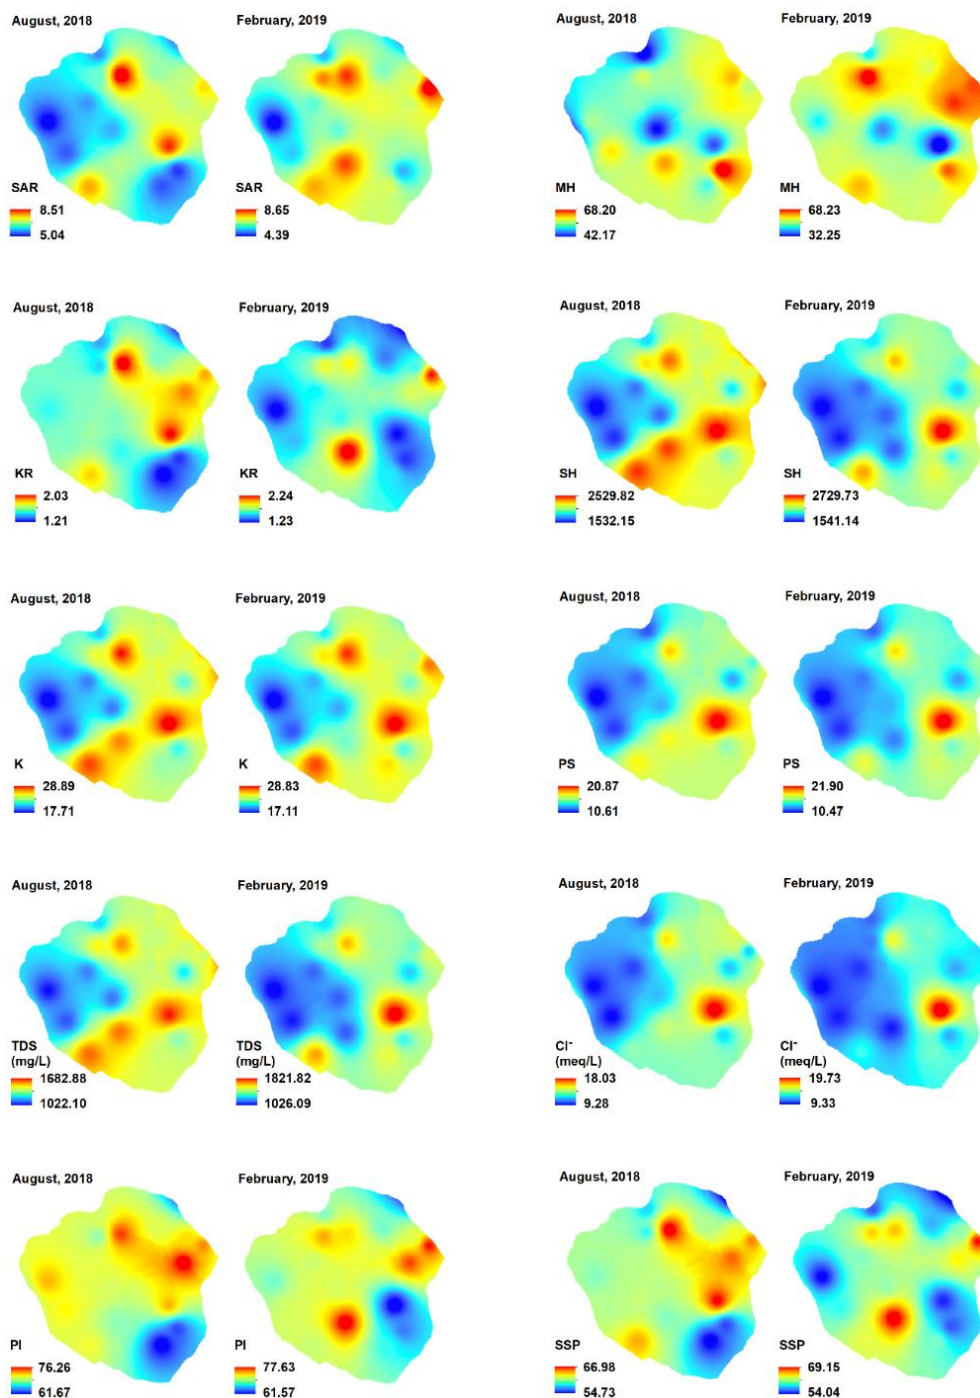 August, 2018
February, 2019
August, 2018
February, 2019
SAR
8.51
5.04
SAR
8.65
4.39
MH
68.20
42.17
MH
68.23
32.25
August, 2018
February, 2019
August, 2018
February, 2019
KR
2.03
1.21
KR
2.24
1.23
SH
2529.82
1532.15
SH
2729.73
1541.14
August, 2018
February, 2019
August, 2018
February, 2019
K
28.89
17.71
K
28.83
17.11
PS
20.87
10.61
PS
21.90
10.47
August, 2018
February, 2019
August, 2018
February, 2019
TDS
(mg/L)
1682.88
1022.10
TDS
(mg/L)
1821.82
1026.09
Cl⁻
(meq/L)
18.03
9.28
Cl⁻
(meq/L)
19.73
9.33
August, 2018
February, 2019
August, 2018
February, 2019
PI
76.26
61.67
PI
77.63
61.57
SSP
66.98
54.73
SSP
69.15
54.04